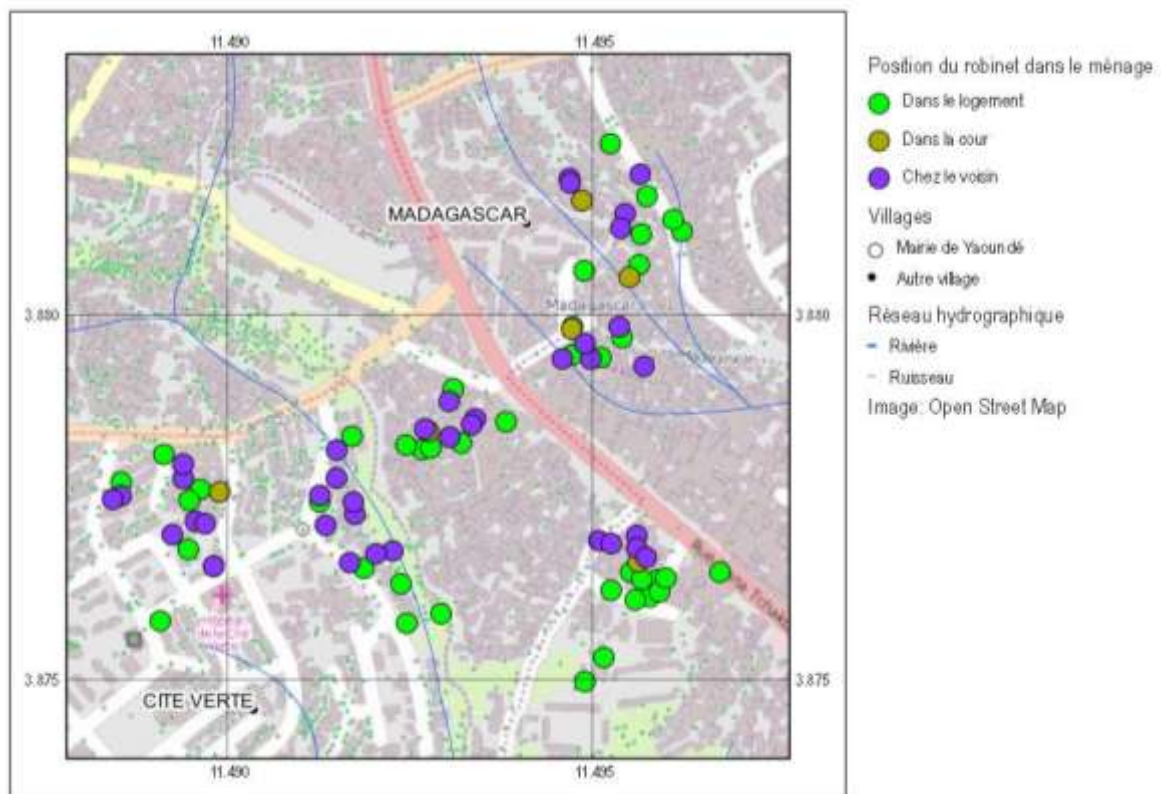 11.490 11.495
MADAGASCAR
Madagascar
3.880 3.880
3.875 3.875
CITE VERTE
11.490 11.495
Position du robinet dans le ménage
Dans le logement
Dans la cour
Chez le voisin
Villages
Mairie de Yaoundé
Autre village
Réseau hydrographique
Rivière
Ruisseau
Image: Open Street Map